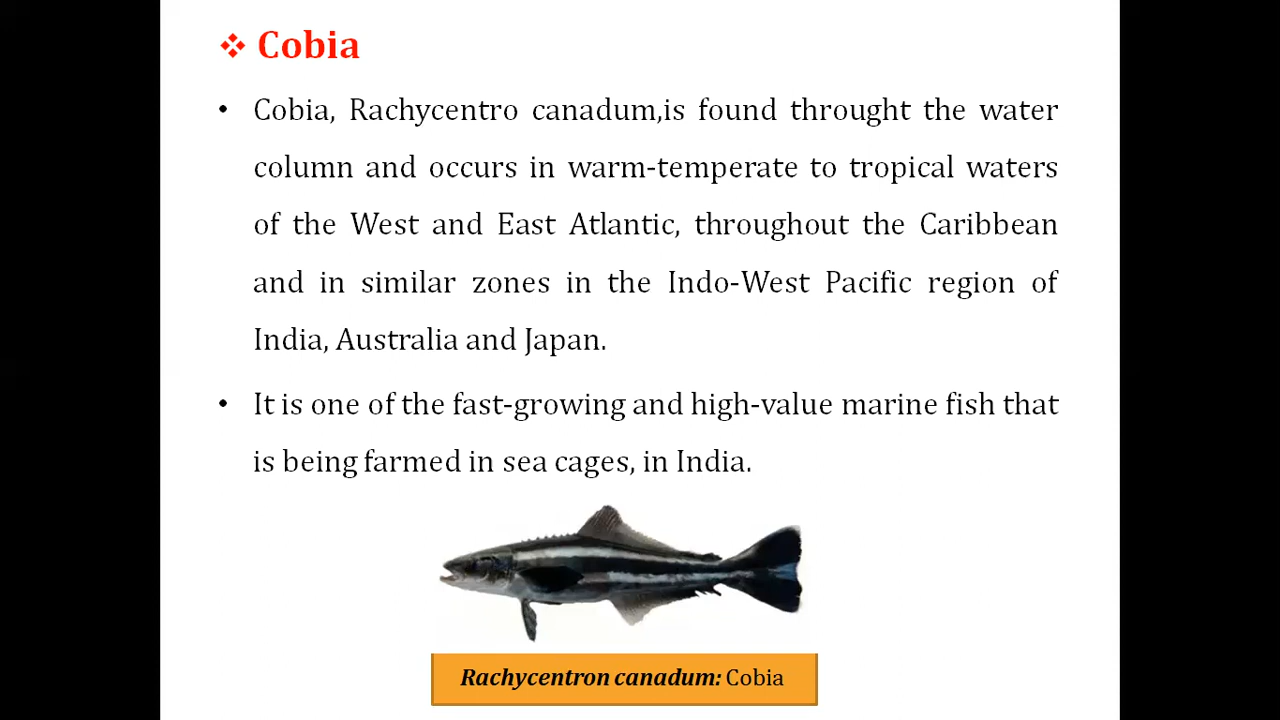 ❖ Cobia
• Cobia, Rachycentro canadum,is found throught the water
column and occurs in warm-temperate to tropical waters
of the West and East Atlantic, throughout the Caribbean
and in similar zones in the Indo-West Pacific region of
India, Australia and Japan.
• It is one of the fast-growing and high-value marine fish that
is being farmed in sea cages, in India.
Rachycentron canadum: Cobia